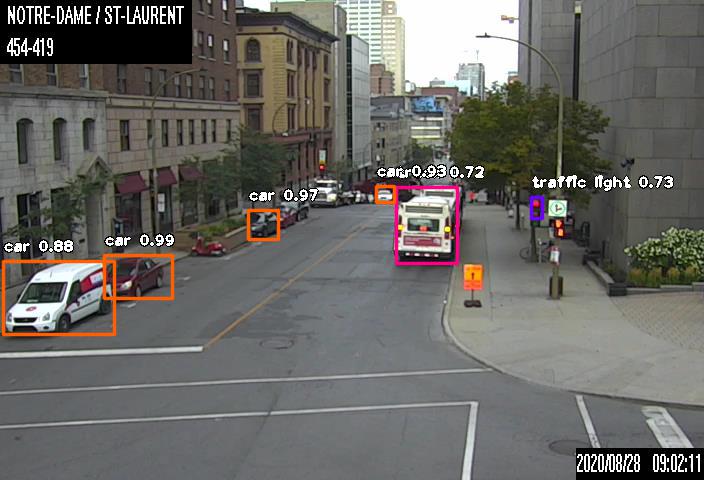 NOTRE-DAME / ST-LAURENT
454-419
car 0.93
0.72
traffic light 0.73
car 0.97
car 0.99
car 0.88
2020/08/28 09:02:11